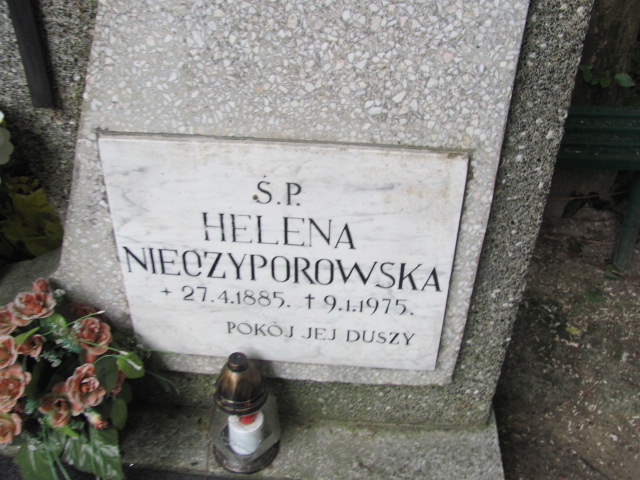 Ś.P.
HELENA
NIECZYPOROWSKA
+27.4.1885. †9.1.1975.
POKÓJ JEJ DUSZY